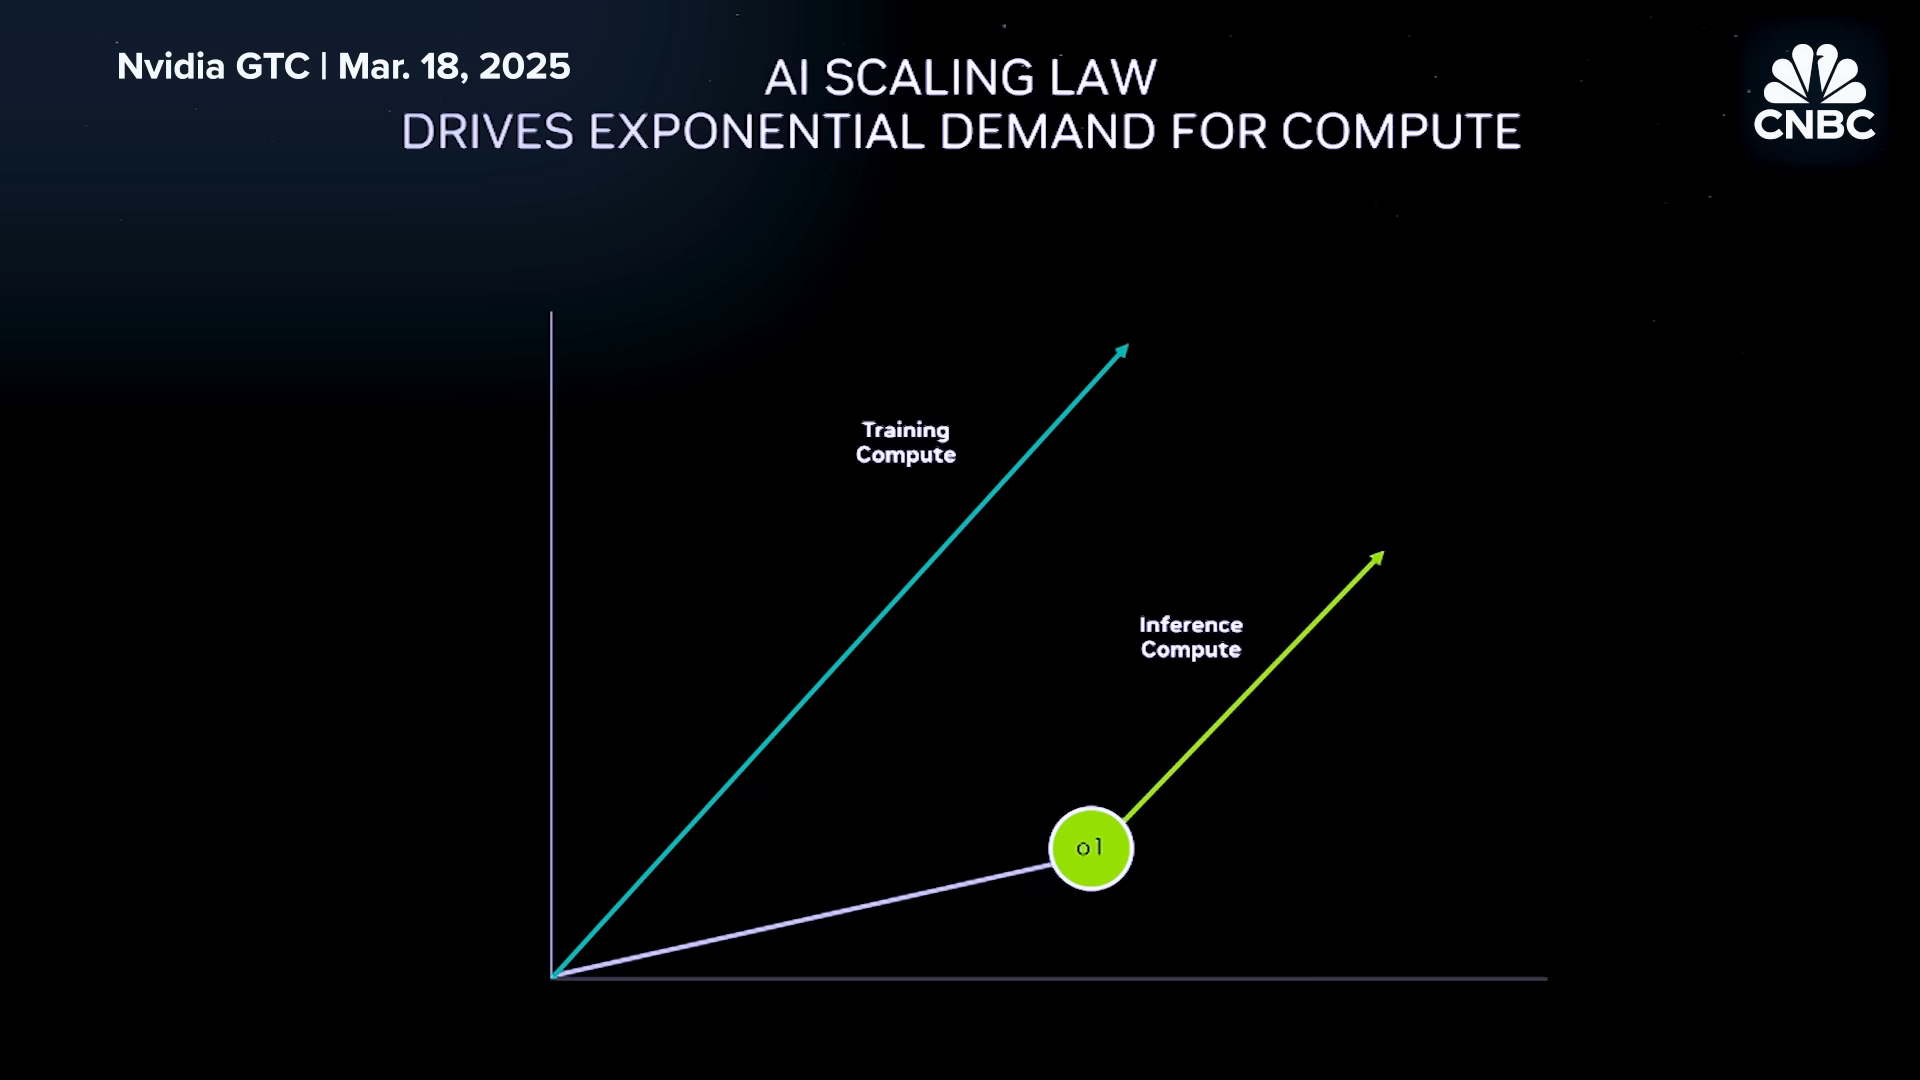 Nvidia GTC | Mar. 18, 2025
AI SCALING LAW
DRIVES EXPONENTIAL DEMAND FOR COMPUTE
CNBC
Training
Compute
Inference
Compute
o1